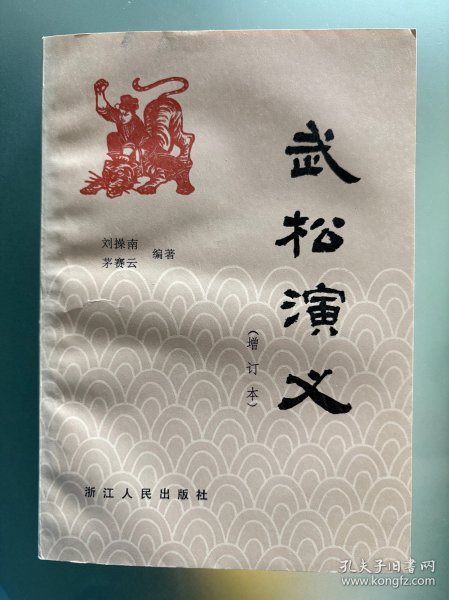 武松演义
（增订本）
刘操南
茅赛云
编著
浙江人民出版社
孔夫子旧书网
www.kongfz.com